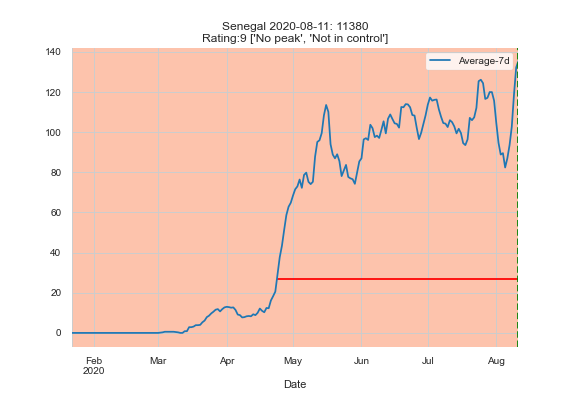 Senegal 2020-08-11: 11380
Rating:9 ['No peak', 'Not in control']
Average-7d
140
120
100
80
60
40
20
0
Feb Mar Apr May Jun Jul Aug
2020
Date